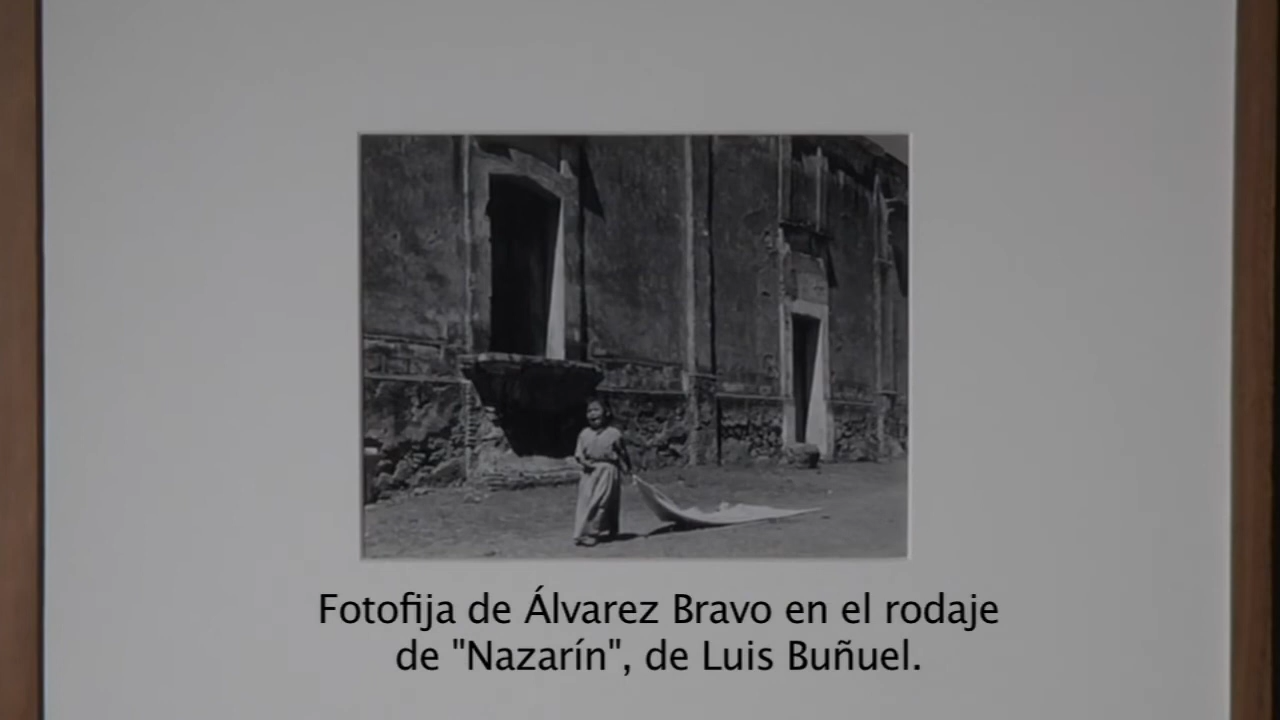 Fotofija de Álvarez Bravo en el rodaje
de "Nazarín", de Luis Buñuel.